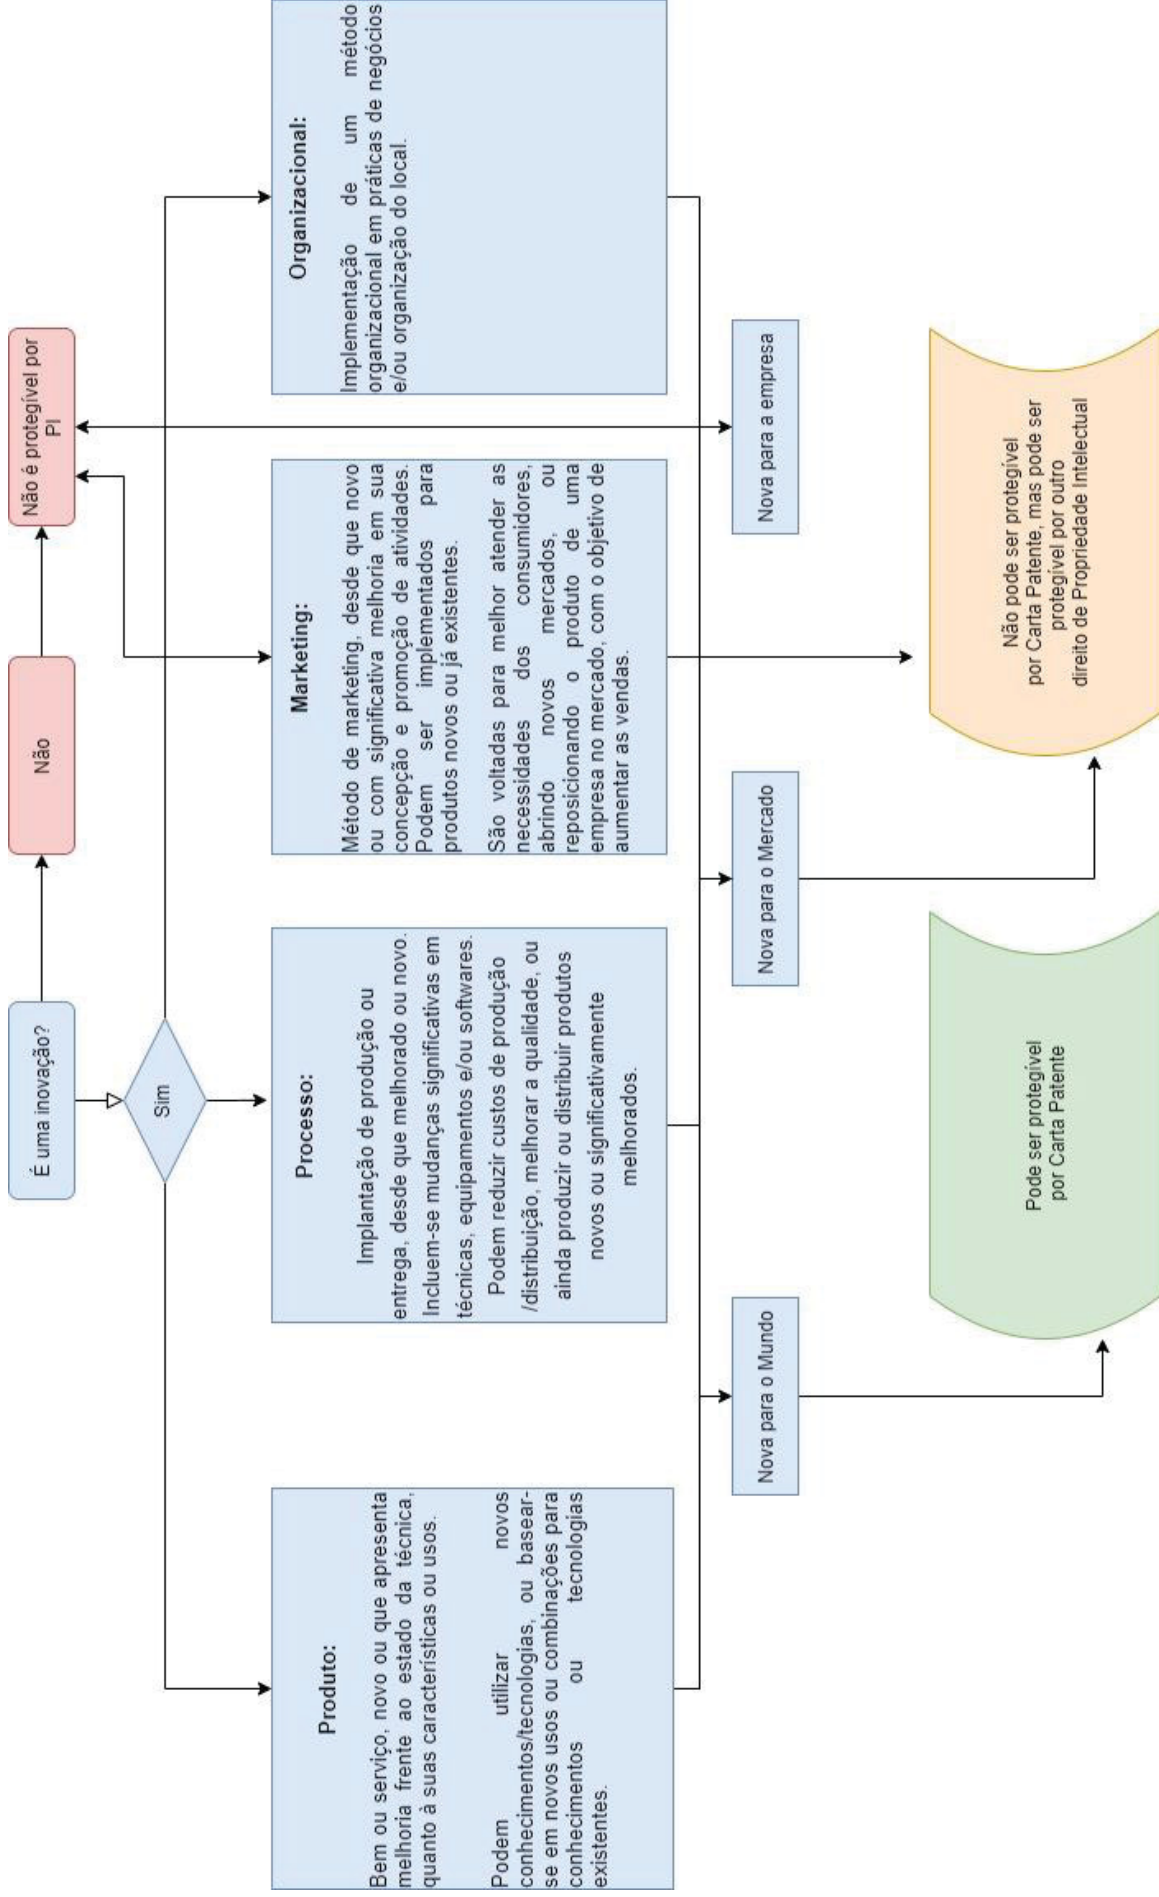 É uma inovação?
Não
Não é protegível por
PI
Sim
Produto:
Bem ou serviço, novo ou que apresenta
melhoria frente ao estado da técnica,
quanto à suas características ou usos.
Podem utilizar novos
conhecimentos/tecnologias, ou basear-
se em novos usos ou combinações para
conhecimentos ou tecnologias
existentes.
Processo:
Implantação de produção ou
entrega, desde que melhorado ou novo.
Incluem-se mudanças significativas em
técnicas, equipamentos e/ou softwares.
Podem reduzir custos de produção
/distribuição, melhorar a qualidade, ou
ainda produzir ou distribuir produtos
novos ou significativamente
melhorados.
Marketing:
Método de marketing, desde que novo
ou com significativa melhoria em sua
concepção e promoção de atividades.
Podem ser implementados para
produtos novos ou já existentes.
São voltadas para melhor atender as
necessidades dos consumidores,
abrindo novos mercados, ou
reposicionando o produto de uma
empresa no mercado, com o objetivo de
aumentar as vendas.
Organizacional:
Implementação de um método
organizacional em práticas de negócios
e/ou organização do local.
Nova para o Mundo
Nova para o Mercado
Nova para a empresa
Pode ser protegível
por Carta Patente
Não pode ser protegível
por Carta Patente, mas pode ser
protegível por outro
direito de Propriedade Intelectual